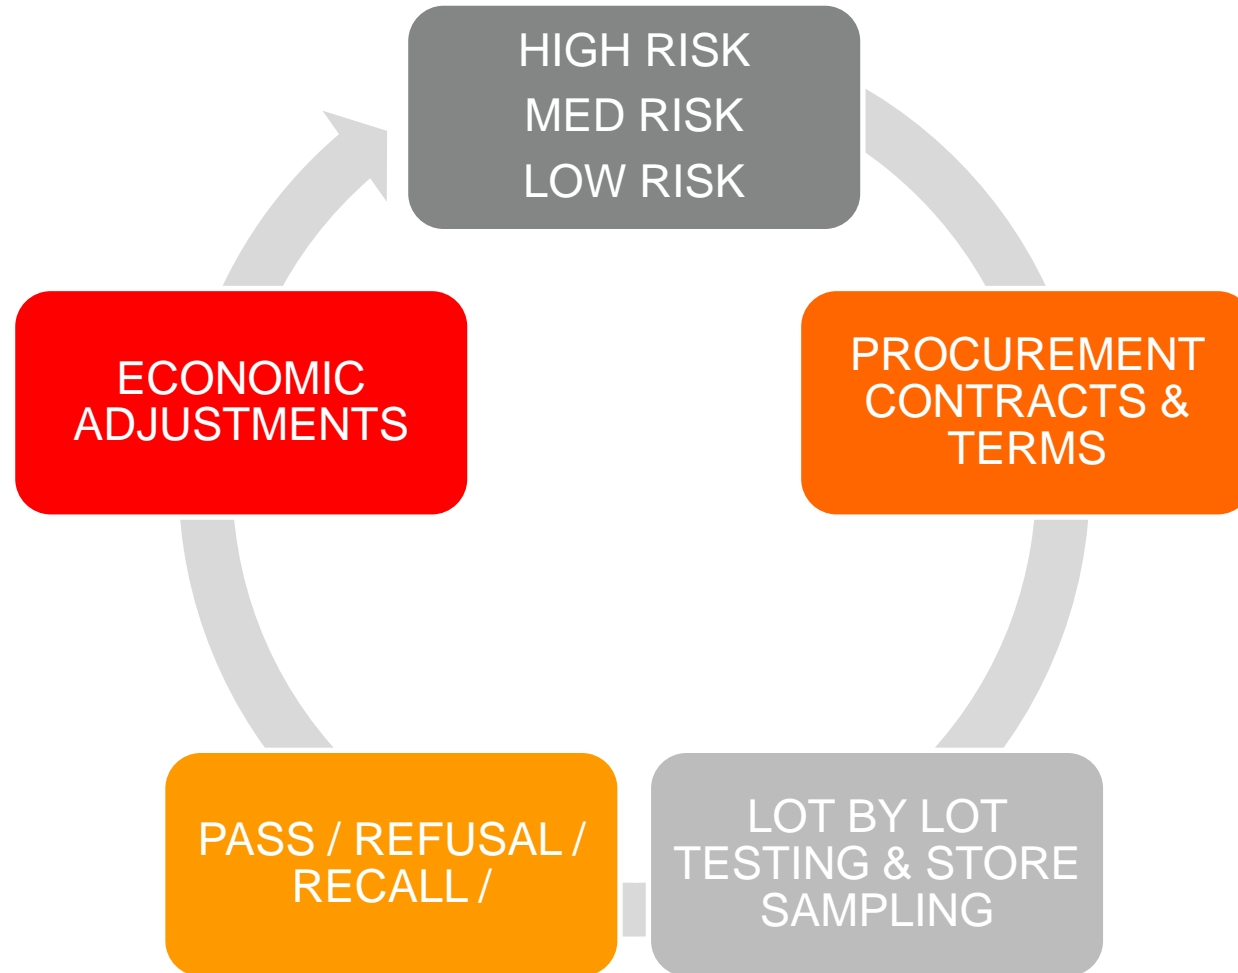 HIGH RISK
MED RISK
LOW RISK
PROCUREMENT
CONTRACTS &
TERMS
LOT BY LOT
TESTING & STORE
SAMPLING
PASS / REFUSAL /
RECALL /
ECONOMIC
ADJUSTMENTS